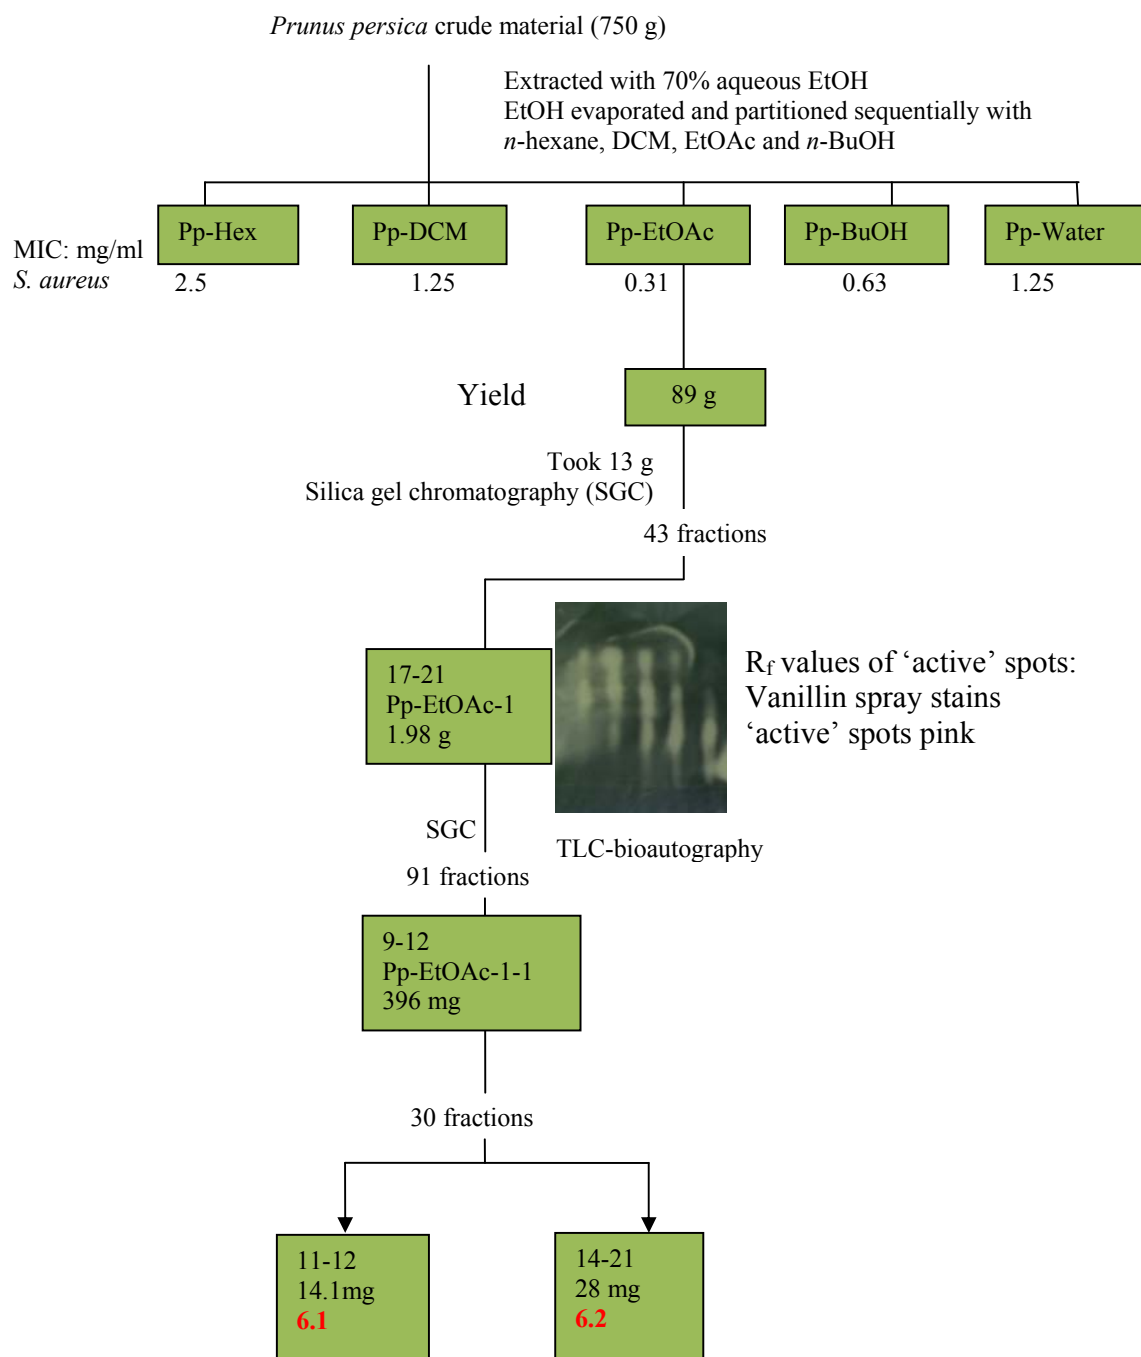 Prunus persica crude material (750 g)
Extracted with 70% aqueous EtOH
EtOH evaporated and partitioned sequentially with
n-hexane, DCM, EtOAc and n-BuOH
Pp-Hex
Pp-DCM
Pp-EtOAc
Pp-BuOH
Pp-Water
MIC: mg/ml
S. aureus
2.5
1.25
0.31
0.63
1.25
Yield
89 g
Took 13 g
Silica gel chromatography (SGC)
43 fractions
17-21
Pp-EtOAc-1
1.98 g
Rf values of ‘active’ spots:
Vanillin spray stains
‘active’ spots pink
SGC
TLC-bioautography
91 fractions
9-12
Pp-EtOAc-1-1
396 mg
30 fractions
11-12
14.1mg
6.1
14-21
28 mg
6.2